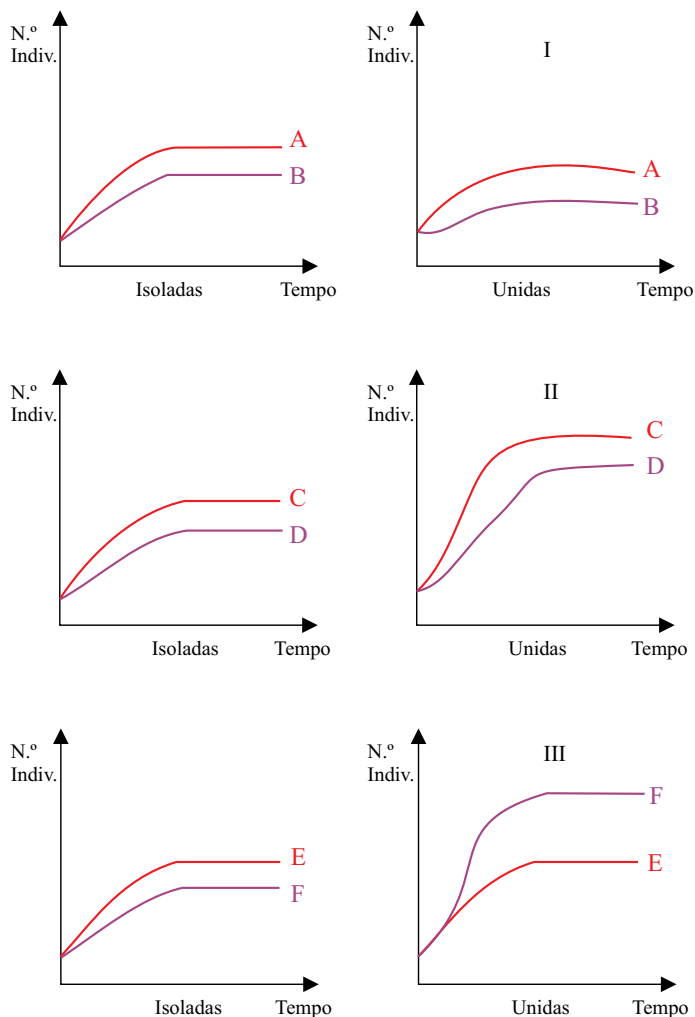 N.º
Indiv.
A
B
Isoladas
Tempo
N.º
Indiv.
I
A
B
Unidas
Tempo
N.º
Indiv.
C
D
Isoladas
Tempo
N.º
Indiv.
II
C
D
Unidas
Tempo
N.º
Indiv.
E
F
Isoladas
Tempo
N.º
Indiv.
III
F
E
Unidas
Tempo